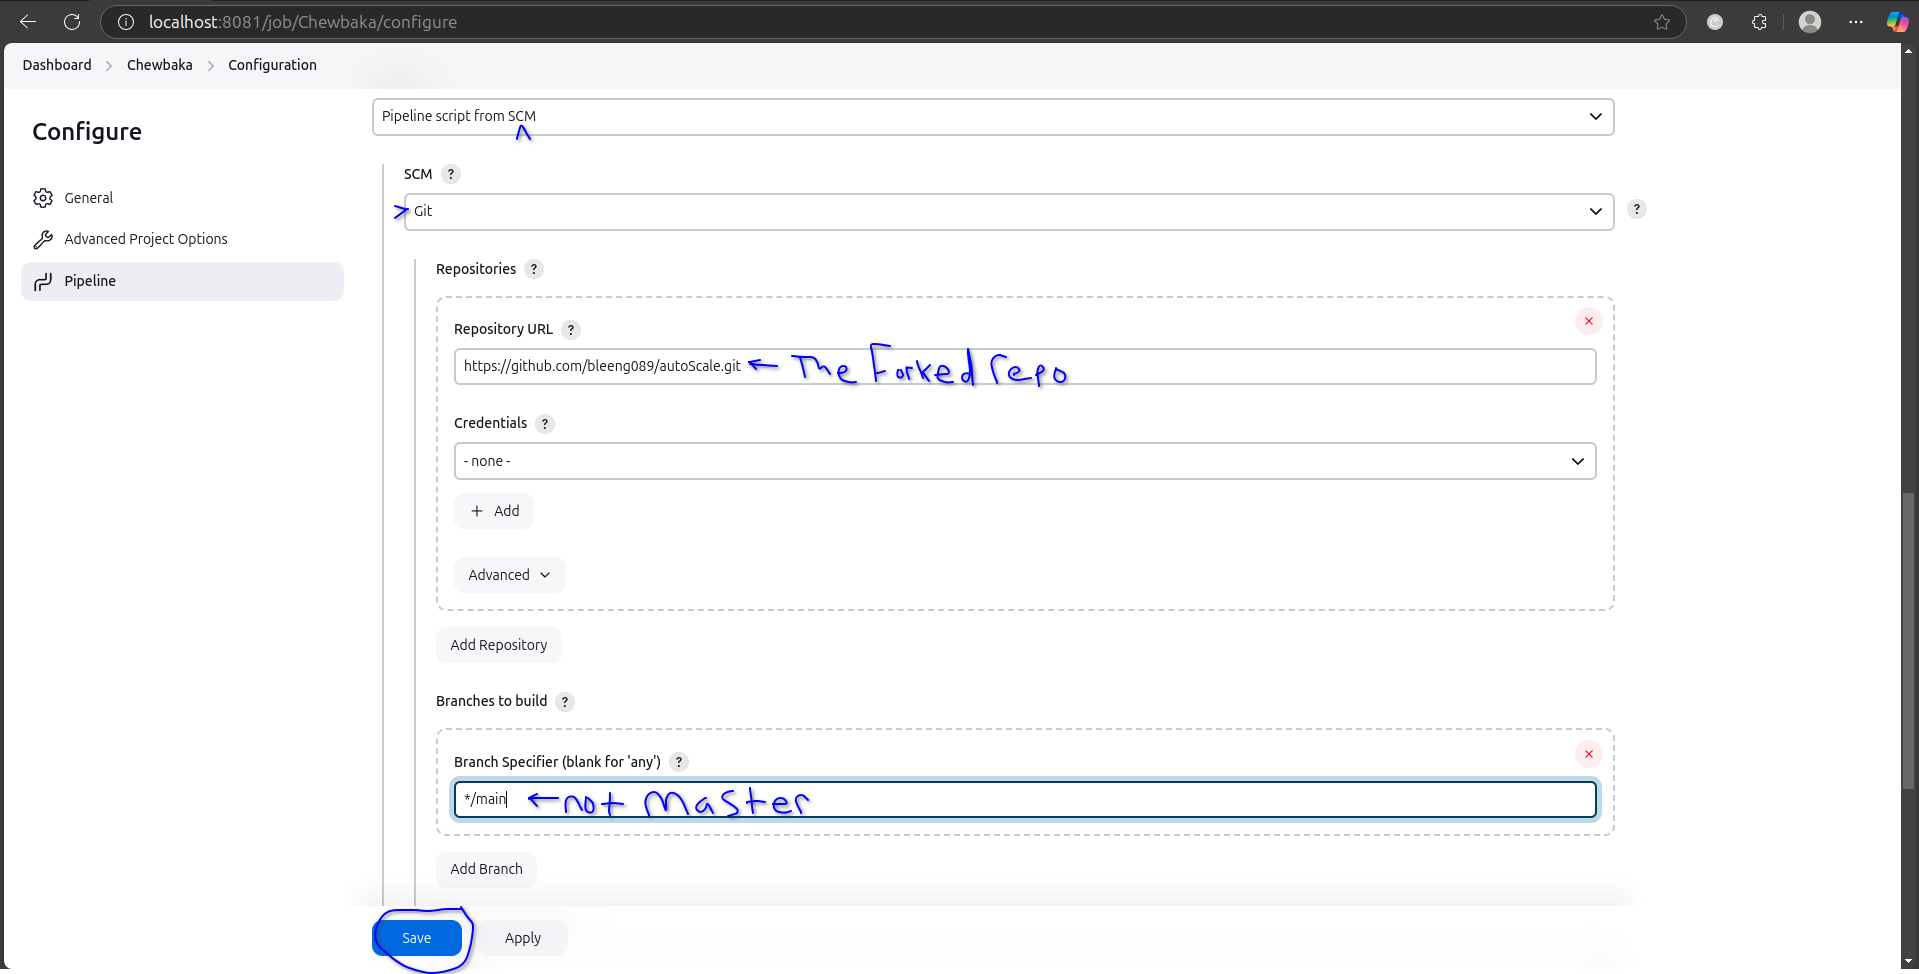 localhost:8081/job/Chewbaka/configure
Dashboard > Chewbaka > Configuration
Configure
General
Advanced Project Options
Pipeline
Pipeline script from SCM
SCM ?
Git ?
Repositories ?
Repository URL ?
https://github.com/bleeng089/autoScale.git ← The Forked repo
Credentials ?
- none -
+ Add
Advanced
Add Repository
Branches to build ?
Branch Specifier (blank for 'any') ?
*/main ← not Master
Add Branch
Save Apply